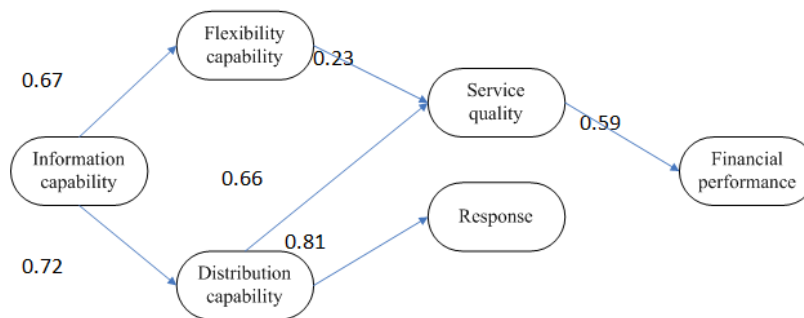 Flexibility
capability
0.23
0.67
Service
quality
0.59
Information
capability
Financial
performance
0.66
Response
0.81
0.72
Distribution
capability